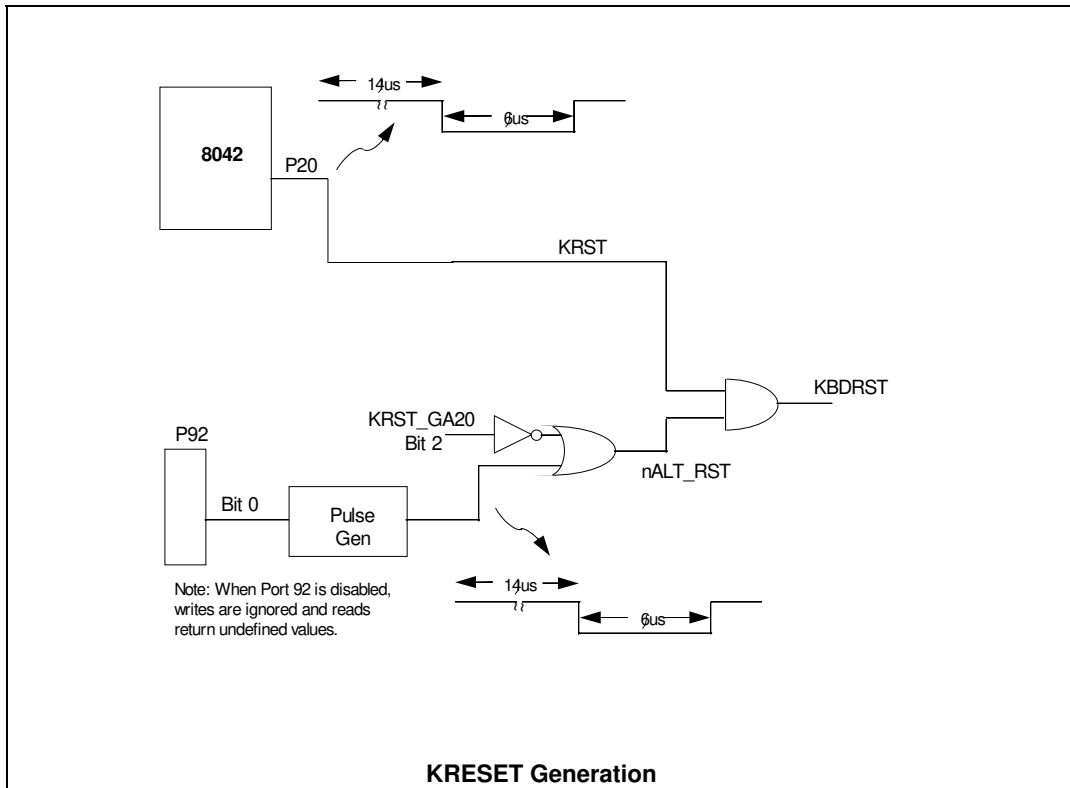 14us
6us
8042
P20
KRST
KBDRST
KRST_GA20
Bit 2
P92
nALT_RST
Bit 0
Pulse
Gen
14us
6us
Note: When Port 92 is disabled,
writes are ignored and reads
return undefined values.
KRESET Generation